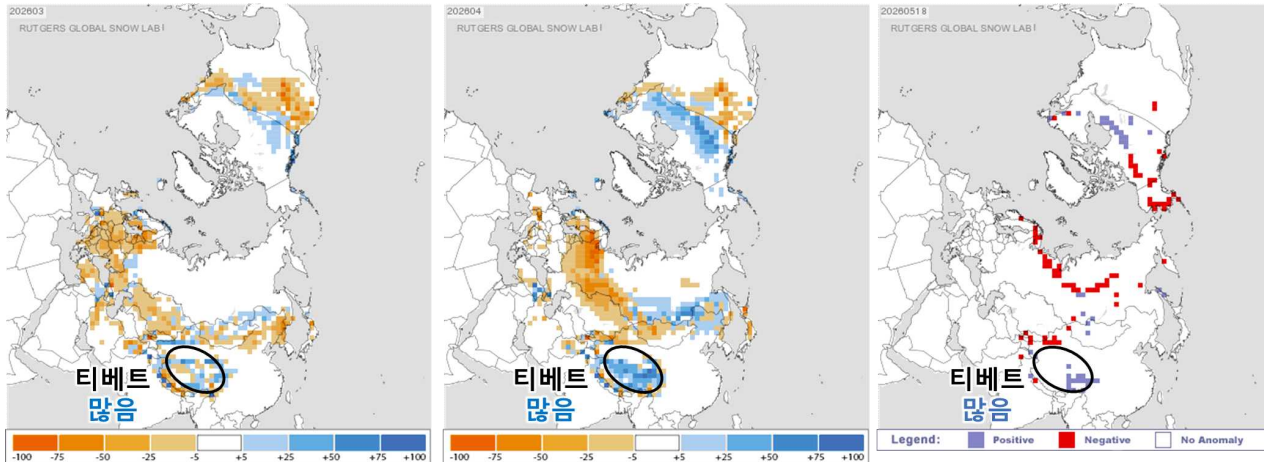 202603
RUTGERS GLOBAL SNOW LAB
티베트
많음
-100 -75 -50 -25 -5 +5 +25 +50 +75 +100
202604
RUTGERS GLOBAL SNOW LAB
티베트
많음
-100 -75 -50 -25 -5 +5 +25 +50 +75 +100
20260518
RUTGERS GLOBAL SNOW LAB
티베트
많음
Legend: Positive Negative No Anomaly